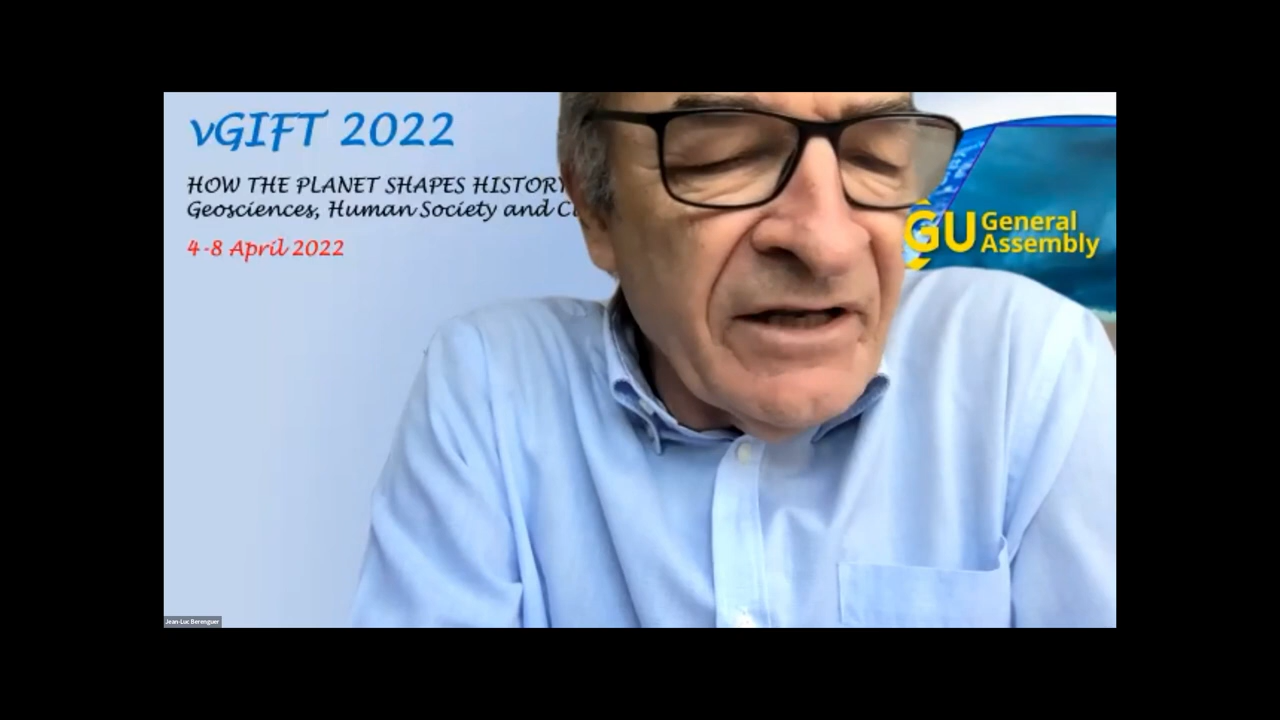 vGIFT 2022
HOW THE PLANET SHAPES HISTORY
Geosciences, Human Society and
4-8 April 2022
GU General
Assembly
Jean-Luc Berenguer